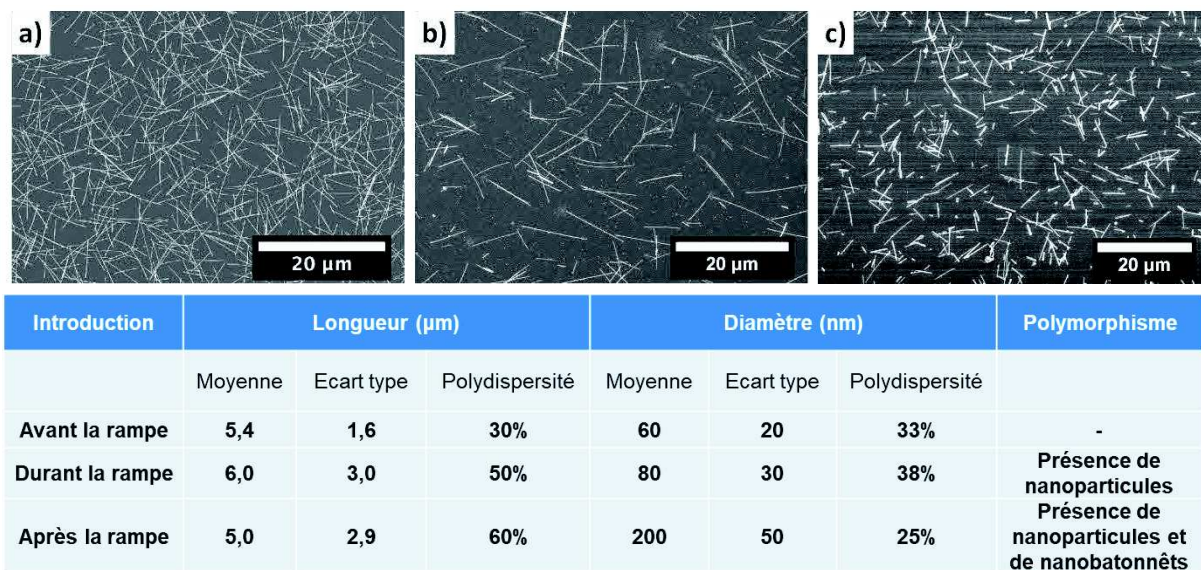 a)
b)
c)
20 µm
20 µm
20 µm
Introduction Longueur (µm) Diamètre (nm) Polymorphisme
Moyenne Ecart type Polydispersité Moyenne Ecart type Polydispersité
Avant la rampe 5,4 1,6 30% 60 20 33% -
Durant la rampe 6,0 3,0 50% 80 30 38% Présence de
nanoparticules
Après la rampe 5,0 2,9 60% 200 50 25% Présence de
nanoparticules et
de nanobatonnêts